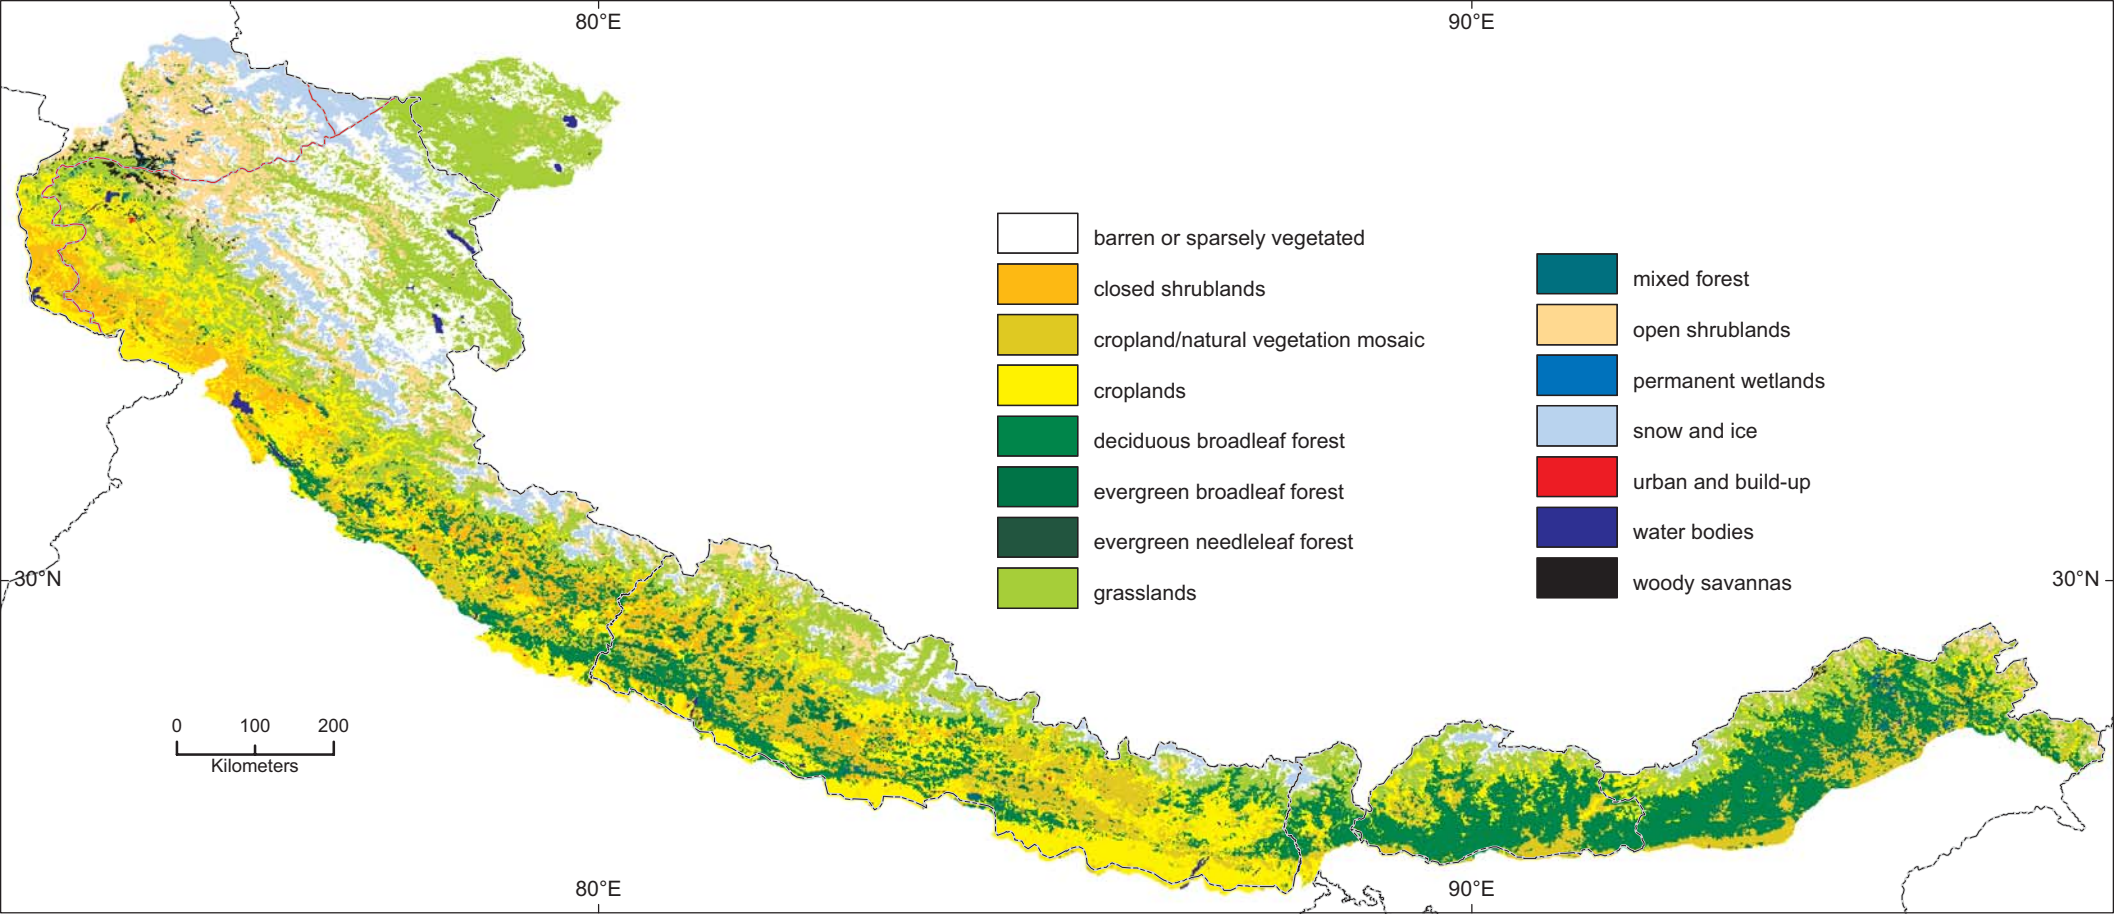 80°E
90°E
barren or sparsely vegetated
closed shrublands
cropland/natural vegetation mosaic
croplands
deciduous broadleaf forest
evergreen broadleaf forest
evergreen needleleaf forest
grasslands
mixed forest
open shrublands
permanent wetlands
snow and ice
urban and build-up
water bodies
woody savannas
30°N
30°N
0 100 200
Kilometers
80°E
90°E